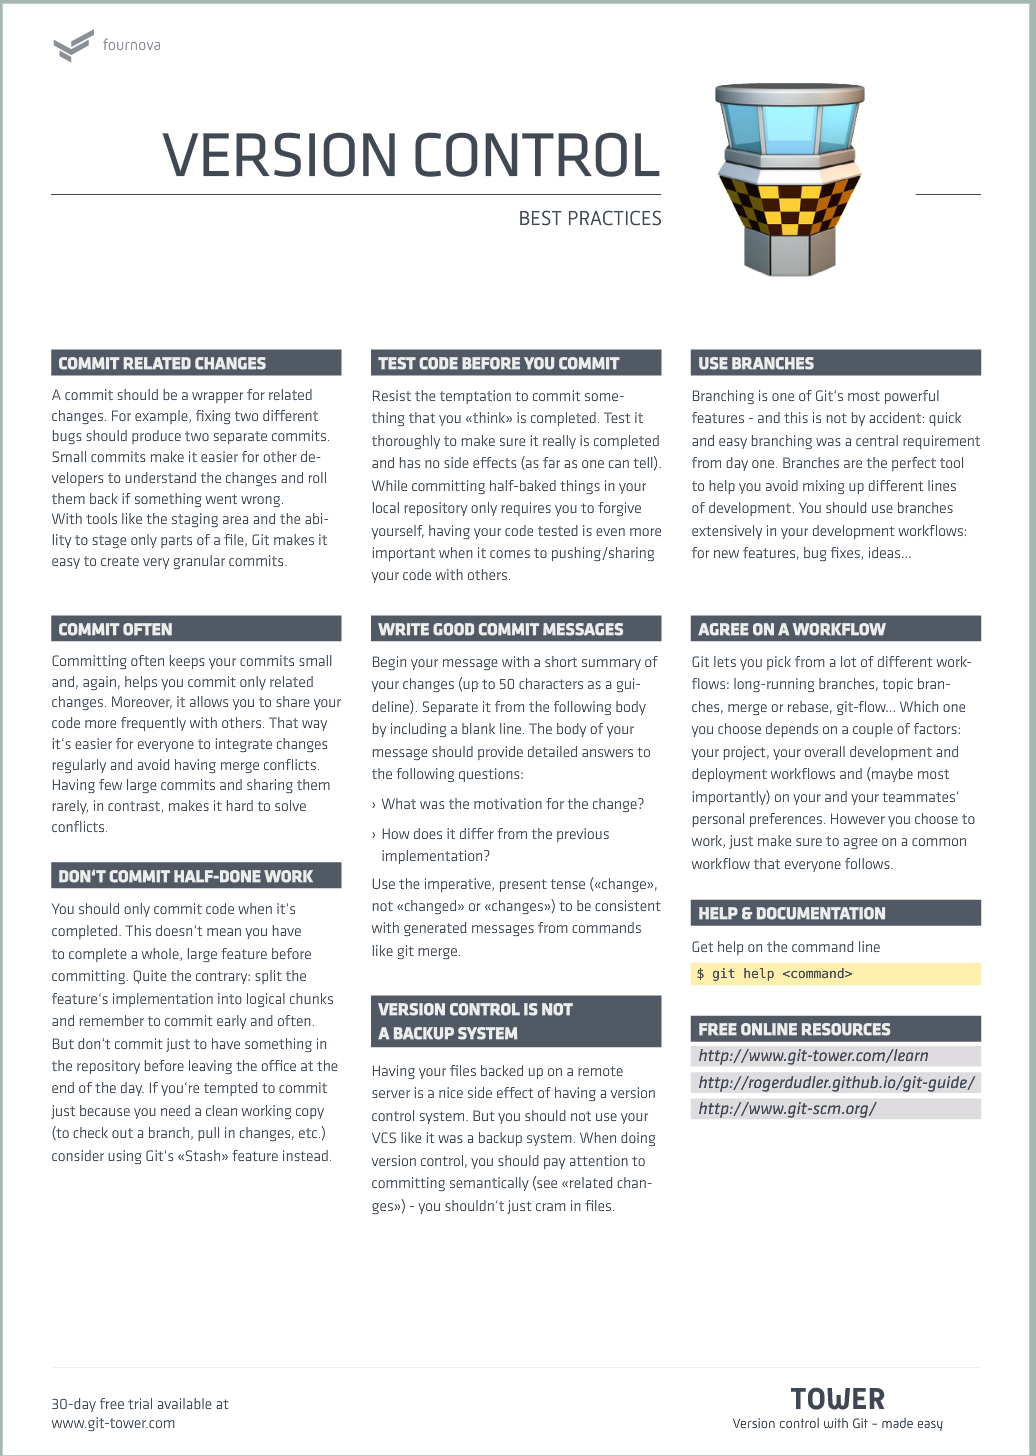 fournova
VERSION CONTROL
BEST PRACTICES
COMMIT RELATED CHANGES
A commit should be a wrapper for related
changes. For example, fixing two different
bugs should produce two separate commits.
Small commits make it easier for other de-
velopers to understand the changes and roll
them back if something went wrong.
With tools like the staging area and the abi-
lity to stage only parts of a file, Git makes it
easy to create very granular commits.
COMMIT OFTEN
Committing often keeps your commits small
and, again, helps you commit only related
changes. Moreover, it allows you to share your
code more frequently with others. That way
it‘s easier for everyone to integrate changes
regularly and avoid having merge conflicts.
Having few large commits and sharing them
rarely, in contrast, makes it hard to solve
conflicts.
DON‘T COMMIT HALF-DONE WORK
You should only commit code when it‘s
completed. This doesn‘t mean you have
to complete a whole, large feature before
committing. Quite the contrary: split the
feature‘s implementation into logical chunks
and remember to commit early and often.
But don‘t commit just to have something in
the repository before leaving the office at the
end of the day. If you‘re tempted to commit
just because you need a clean working copy
(to check out a branch, pull in changes, etc.)
consider using Git‘s «Stash» feature instead.
TEST CODE BEFORE YOU COMMIT
Resist the temptation to commit some-
thing that you «think» is completed. Test it
thoroughly to make sure it really is completed
and has no side effects (as far as one can tell).
While committing half-baked things in your
local repository only requires you to forgive
yourself, having your code tested is even more
important when it comes to pushing/sharing
your code with others.
WRITE GOOD COMMIT MESSAGES
Begin your message with a short summary of
your changes (up to 50 characters as a gui-
deline). Separate it from the following body
by including a blank line. The body of your
message should provide detailed answers to
the following questions:
› What was the motivation for the change?
› How does it differ from the previous
implementation?
Use the imperative, present tense («change»,
not «changed» or «changes») to be consistent
with generated messages from commands
like git merge.
VERSION CONTROL IS NOT
A BACKUP SYSTEM
Having your files backed up on a remote
server is a nice side effect of having a version
control system. But you should not use your
VCS like it was a backup system. When doing
version control, you should pay attention to
committing semantically (see «related chan-
ges») - you shouldn‘t just cram in files.
USE BRANCHES
Branching is one of Git‘s most powerful
features - and this is not by accident: quick
and easy branching was a central requirement
from day one. Branches are the perfect tool
to help you avoid mixing up different lines
of development. You should use branches
extensively in your development workflows:
for new features, bug fixes, ideas...
AGREE ON A WORKFLOW
Git lets you pick from a lot of different work-
flows: long-running branches, topic bran-
ches, merge or rebase, git-flow... Which one
you choose depends on a couple of factors:
your project, your overall development and
deployment workflows and (maybe most
importantly) on your and your teammates‘
personal preferences. However you choose to
work, just make sure to agree on a common
workflow that everyone follows.
HELP & DOCUMENTATION
Get help on the command line
$ git help <command>
FREE ONLINE RESOURCES
http://www.git-tower.com/learn
http://rogerdudler.github.io/git-guide/
http://www.git-scm.org/
30-day free trial available at
www.git-tower.com
TOWER
Version control with Git - made easy